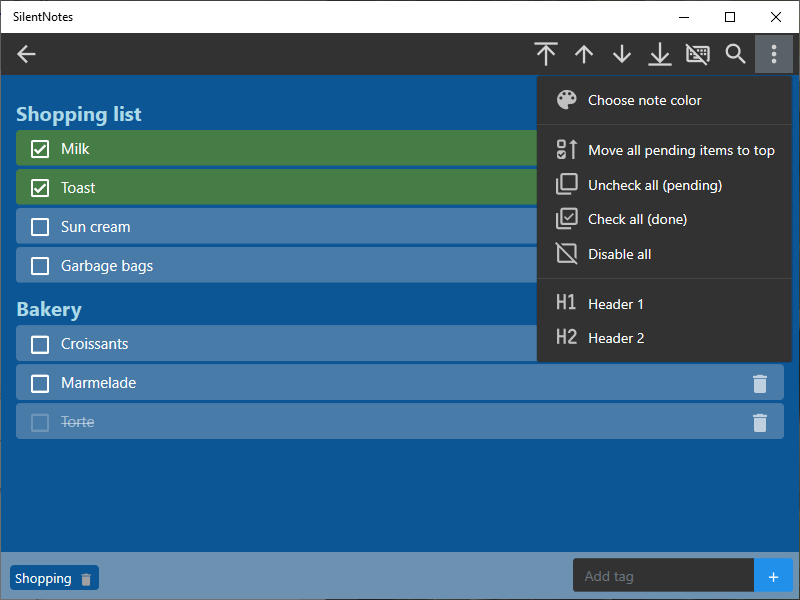 SilentNotes
Shopping list
Milk
Toast
Sun cream
Garbage bags
Bakery
Croissants
Marmelade
Torte
Choose note color
Move all pending items to top
Uncheck all (pending)
Check all (done)
Disable all
H1 Header 1
H2 Header 2
Shopping
Add tag
+